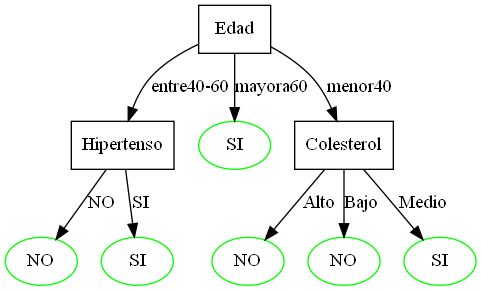 Edad
entre40-60
mayora60
menor40
Hipertenso
SI
Colesterol
NO
SI
Alto
Bajo
Medio
NO
SI
NO
NO
SI